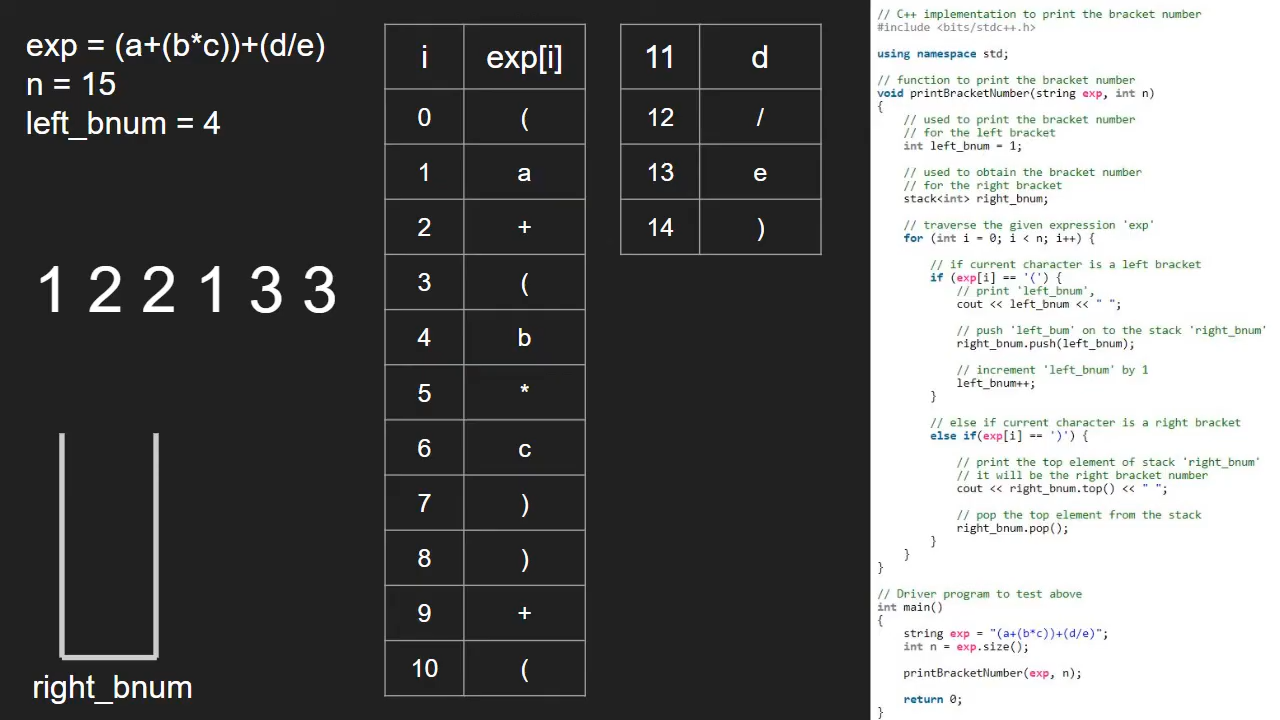 exp = (a+(b*c))+(d/e)
n = 15
left_bnum = 4
1 2 2 1 3 3
right_bnum
i exp[i]
0 (
1 a
2 +
3 (
4 b
5 *
6 c
7 )
8 )
9 +
10 (
11 d
12 /
13 e
14 )
// C++ implementation to print the bracket number
#include <bits/stdc++.h>
using namespace std;
// function to print the bracket number
void printBracketNumber(string exp, int n)
{
// used to print the bracket number
// for the left bracket
int left_bnum = 1;
// used to obtain the bracket number
// for the right bracket
stack<int> right_bnum;
// traverse the given expression 'exp'
for (int i = 0; i < n; i++) {
// if current character is a left bracket
if (exp[i] == '(') {
// print 'left_bnum',
cout << left_bnum << " ";
// push 'left_bum' on to the stack 'right_bnum'
right_bnum.push(left_bnum);
// increment 'left_bnum' by 1
left_bnum++;
}
// else if current character is a right bracket
else if(exp[i] == ')') {
// print the top element of stack 'right_bnum'
// it will be the right bracket number
cout << right_bnum.top() << " ";
// pop the top element from the stack
right_bnum.pop();
}
}
}
// Driver program to test above
int main()
{
string exp = "(a+(b*c))+(d/e)";
int n = exp.size();
printBracketNumber(exp, n);
return 0;
}